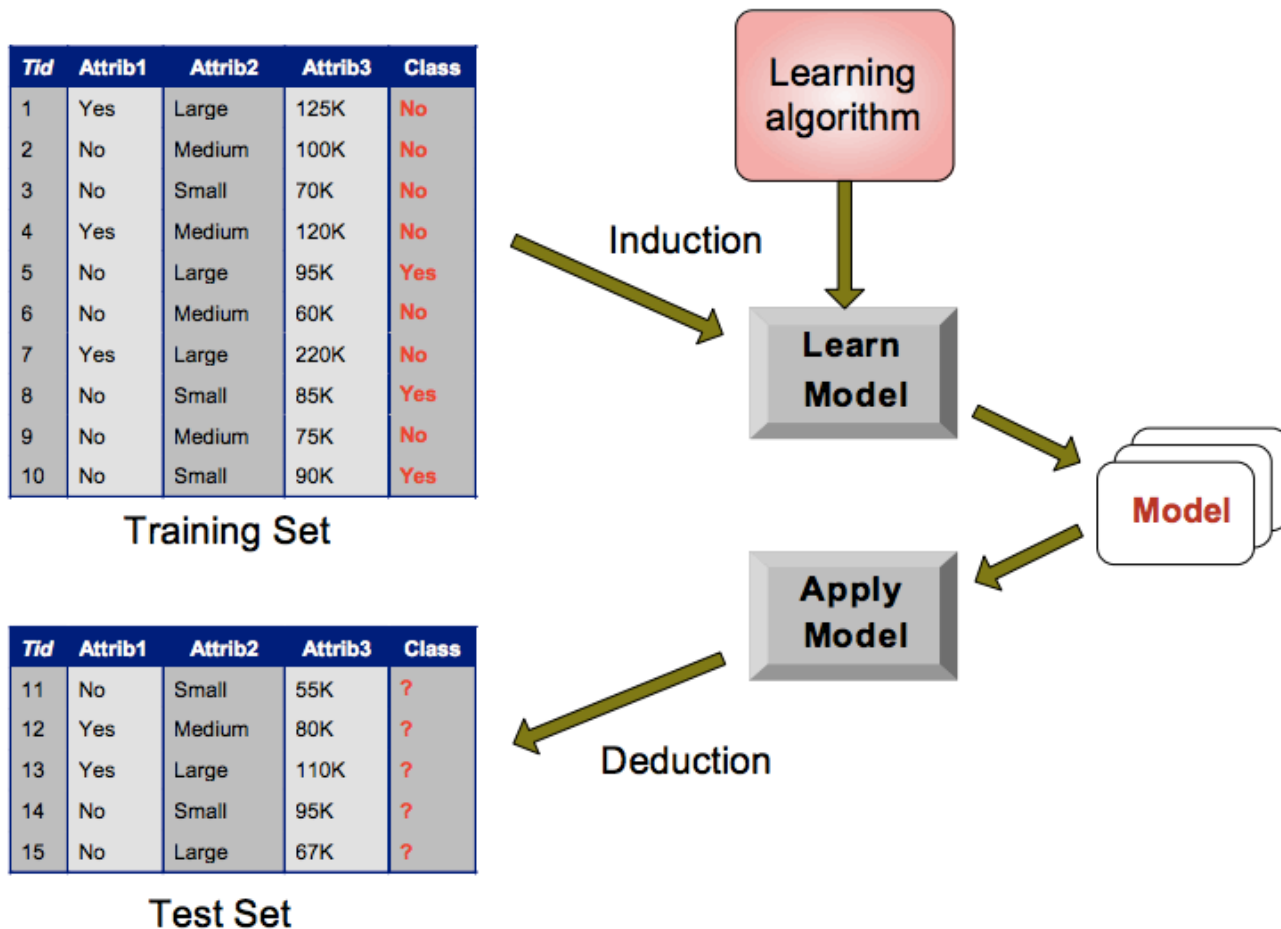 Tid Attrib1 Attrib2 Attrib3 Class
1 Yes Large 125K No
2 No Medium 100K No
3 No Small 70K No
4 Yes Medium 120K No
5 No Large 95K Yes
6 No Medium 60K No
7 Yes Large 220K No
8 No Small 85K Yes
9 No Medium 75K No
10 No Small 90K Yes
Training Set
Learning
algorithm
Induction
Learn
Model
Model
Apply
Model
Deduction
Tid Attrib1 Attrib2 Attrib3 Class
11 No Small 55K ?
12 Yes Medium 80K ?
13 Yes Large 110K ?
14 No Small 95K ?
15 No Large 67K ?
Test Set